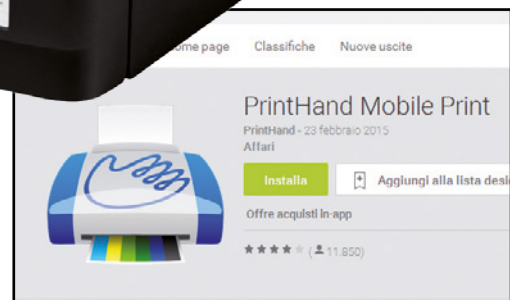 ome page Classifiche Nuove uscite
PrintHand Mobile Print
PrintHand - 23 febbraio 2015
Affari
Installa Aggiungi alla lista desi
Offre acquisti in-app
(11.850)